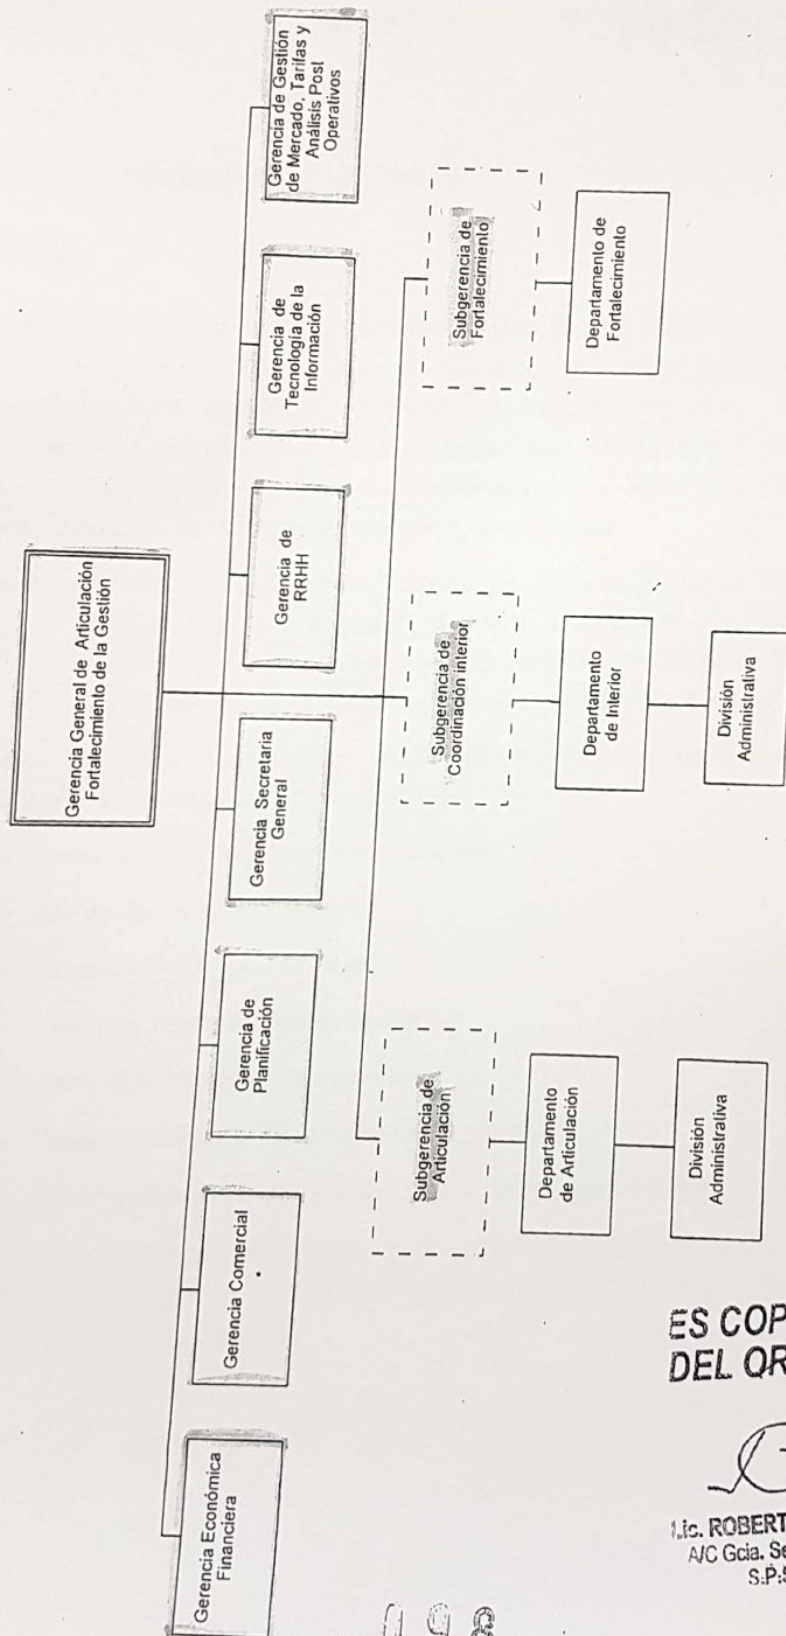 Gerencia General de Articulación
Fortalecimiento de la Gestión
Gerencia Económica
Financiera
Gerencia Comercial
Gerencia de
Planificación
Gerencia Secretaria
General
Gerencia de
RRHH
Gerencia de
Tecnología de la
Información
Gerencia de Gestión
de Mercado, Tarifas y
Análisis Post
Operativos
Subgerencia de
Articulación
Subgerencia de
Coordinación interior
Subgerencia de
Fortalecimiento
Departamento
de Articulación
Departamento
de Interior
Departamento de
Fortalecimiento
División
Administrativa
División
Administrativa
ES COP
DEL OR
Lic. ROBERT
A/C Gcia. Se
S.P.S